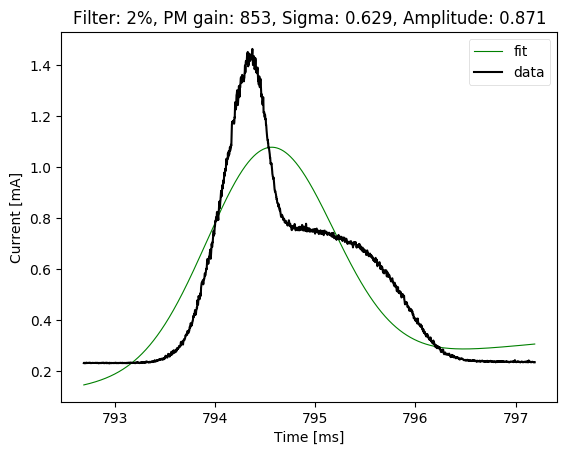 Filter: 2%, PM gain: 853, Sigma: 0.629, Amplitude: 0.871
fit
data
1.4
1.2
1.0
0.8
0.6
0.4
0.2
Current [mA]
793
794
795
796
797
Time [ms]